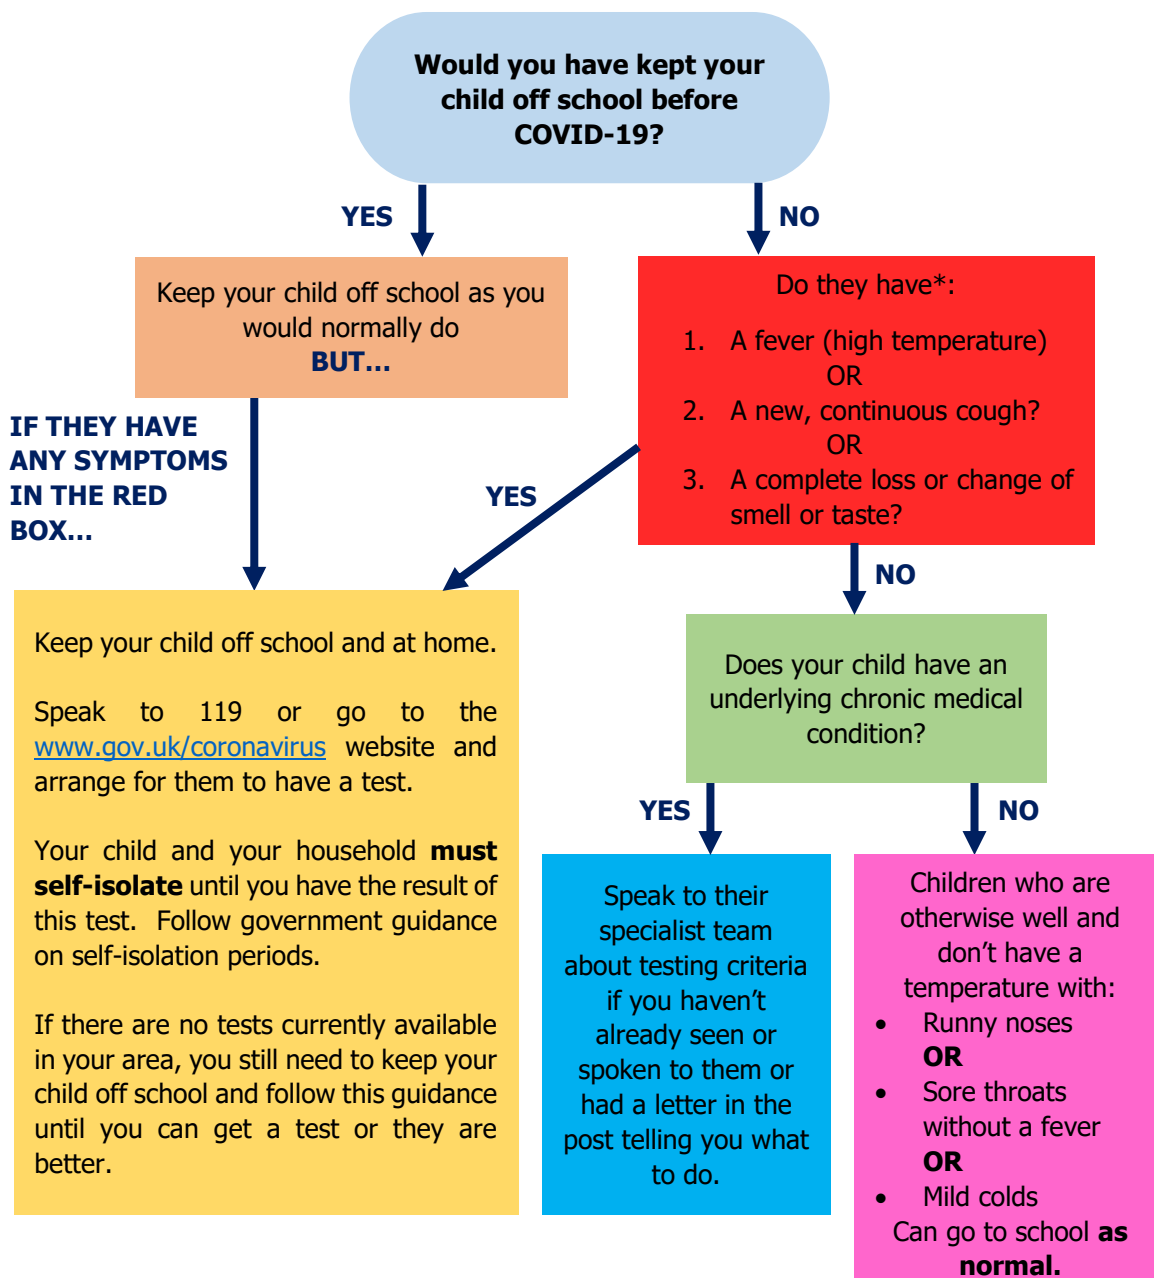 Would you have kept your
child off school before
COVID-19?
YES
NO
Keep your child off school as you
would normally do
BUT...
Do they have*:
1. A fever (high temperature)
OR
2. A new, continuous cough?
OR
3. A complete loss or change of
smell or taste?
IF THEY HAVE
ANY SYMPTOMS
IN THE RED
BOX...
YES
NO
Keep your child off school and at home.
Speak to 119 or go to the
www.gov.uk/coronavirus website and
arrange for them to have a test.
Your child and your household must
self-isolate until you have the result of
this test. Follow government guidance
on self-isolation periods.
If there are no tests currently available
in your area, you still need to keep your
child off school and follow this guidance
until you can get a test or they are
better.
Does your child have an
underlying chronic medical
condition?
YES
NO
Speak to their
specialist team
about testing criteria
if you haven't
already seen or
spoken to them or
had a letter in the
post telling you what
to do.
Children who are
otherwise well and
don't have a
temperature with:
• Runny noses
OR
• Sore throats
without a fever
OR
• Mild colds
Can go to school as
normal.